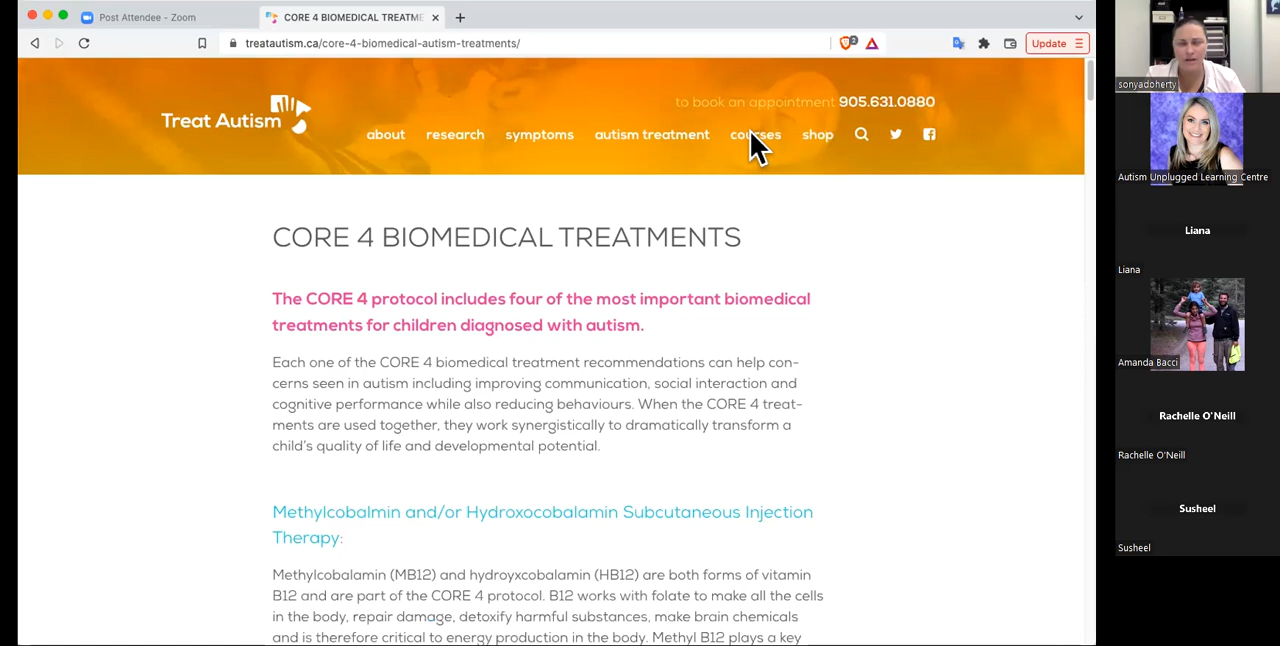 Post Attendee - Zoom
CORE 4 BIOMEDICAL TREATME
treatautism.ca/core-4-biomedical-autism-treatments/
2
Update
Treat Autism
to book an appointment 905.631.0880
about research symptoms autism treatment courses shop
CORE 4 BIOMEDICAL TREATMENTS
The CORE 4 protocol includes four of the most important biomedical
treatments for children diagnosed with autism.
Each one of the CORE 4 biomedical treatment recommendations can help con-
cerns seen in autism including improving communication, social interaction and
cognitive performance while also reducing behaviours. When the CORE 4 treat-
ments are used together, they work synergistically to dramatically transform a
child's quality of life and developmental potential.
Methylcobalmin and/or Hydroxocobalamin Subcutaneous Injection
Therapy:
Methylcobalamin (MB12) and hydroyxcobalamin (HB12) are both forms of vitamin
B12 and are part of the CORE 4 protocol. B12 works with folate to make all the cells
in the body, repair damage, detoxify harmful substances, make brain chemicals
and is therefore critical to energy production in the body. Methyl B12 plays a key
sonyadoherty
Autism Unplugged Learning Centre
Liana
Liana
Amanda Bacci
Rachelle O'Neill
Rachelle O'Neill
Susheel
Susheel